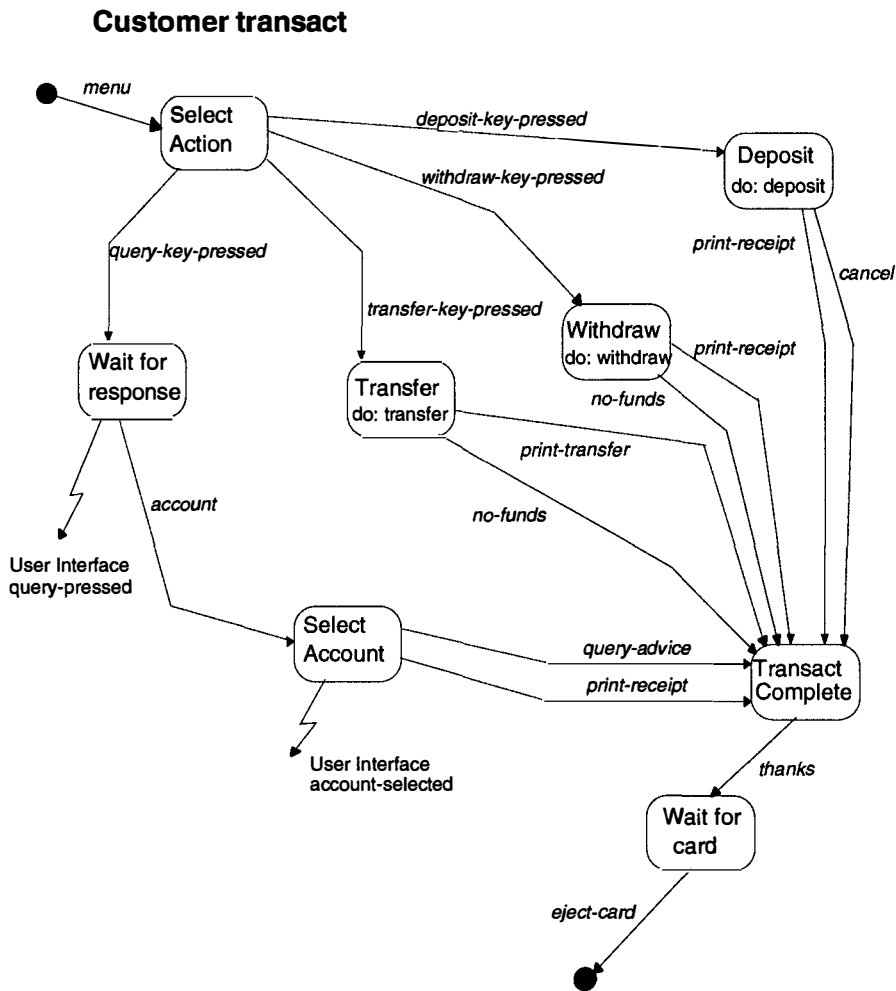 Customer transact
menu
Select
Action
deposit-key-pressed
Deposit
do: deposit
withdraw-key-pressed
query-key-pressed
print-receipt
cancel
transfer-key-pressed
Withdraw
do: withdraw
print-receipt
Wait for
response
Transfer
do: transfer
no-funds
print-transfer
account
no-funds
User Interface
query-pressed
Select
Account
query-advice
print-receipt
Transact
Complete
User Interface
account-selected
thanks
Wait for
card
eject-card